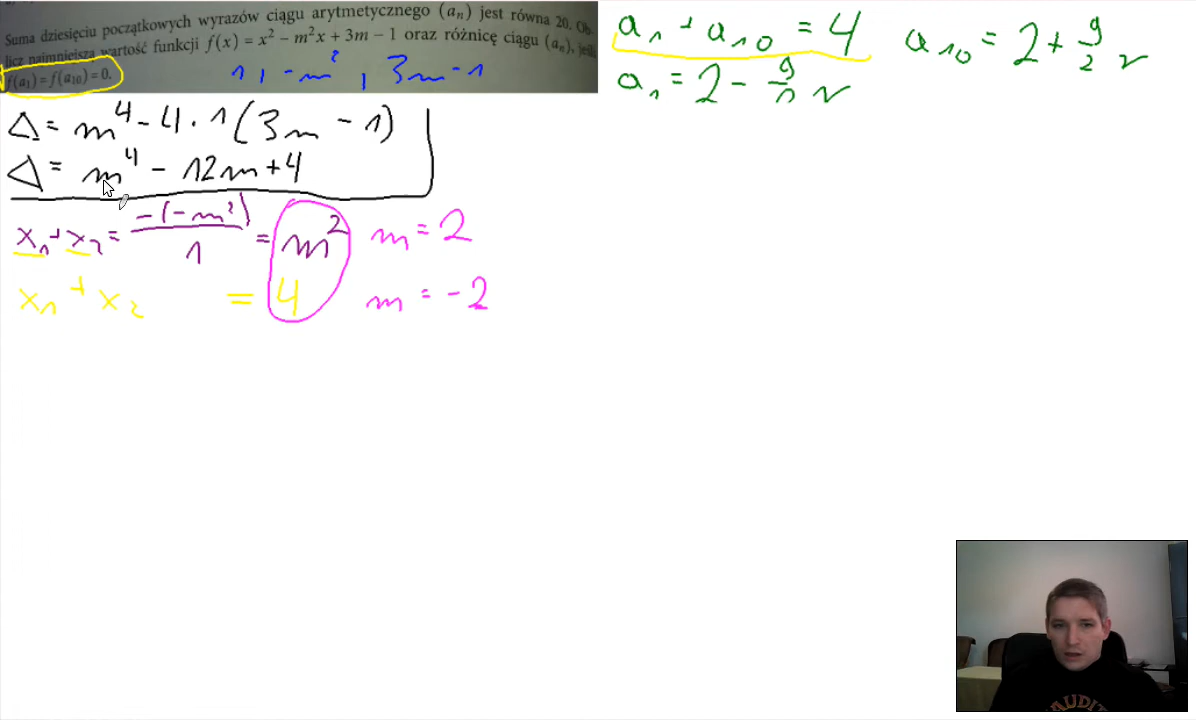 Suma dziesięciu początkowych wyrazów ciągu arytmetycznego (aₙ) jest równa 20. Ob-
licz najmniejszą wartość funkcji f(x) = x² − m²x + 3m − 1 oraz różnicę ciągu (aₙ), jeśli
f(a₁) = f(a₁₀) = 0.
1, −m², 3m−1
a₁ + a₁₀ = 4
a₁₀ = 2 + 9/2 r
a₁ = 2 − 9/2 r
Δ = m⁴ − 4 · 1(3m − 1)
Δ = m⁴ − 12m + 4
x₁ + x₂ = −(−m²)/1 = m²
m = 2
x₁ + x₂ = 4
m = −2
AUDIT